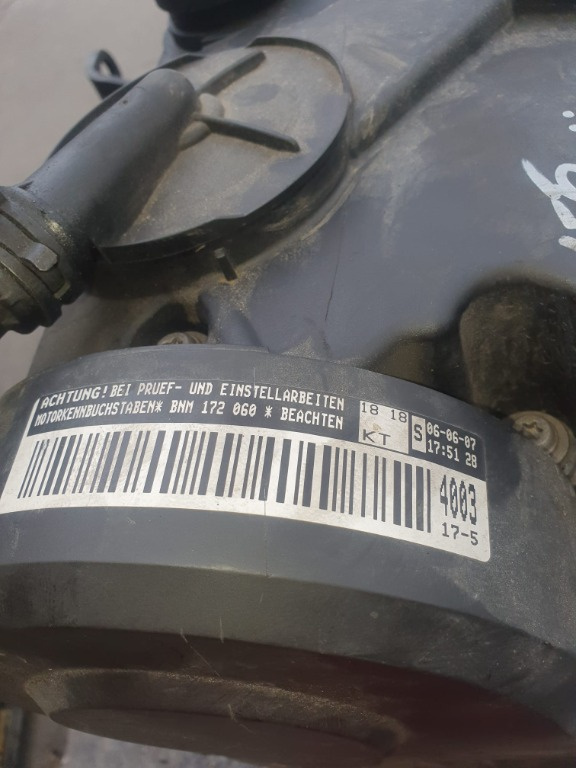 ACHTUNG! BEI PRUEF- UND EINSTELLARBEITEN
MOTORKENNBUCHSTABEN* BNM 172 060 * BEACHTEN
18 18
KT
S
06-06-07
17:51 28
4003
17-5